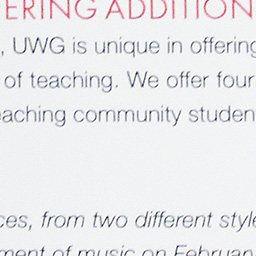 ERING ADDITION
, UWG is unique in offering
of teaching. We offer four
eaching community studen
ces, from two different style
ment of music on Februar